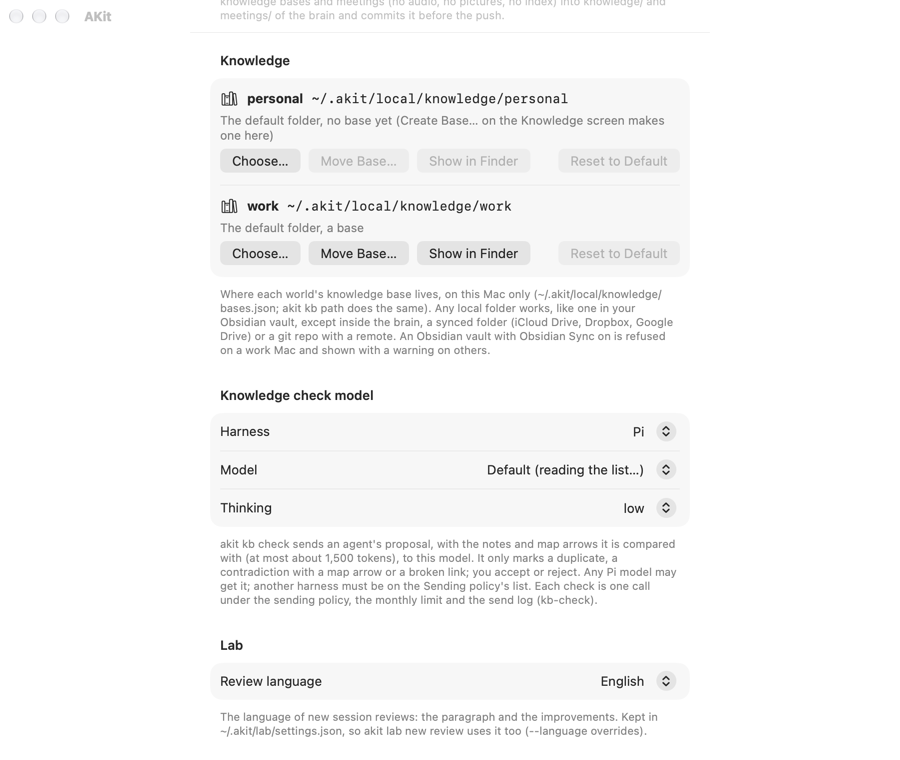 AKit
knowledge bases and meetings (no audio, no pictures, no index) into knowledge/ and
meetings/ of the brain and commits it before the push.
Knowledge
personal ~/.akit/local/knowledge/personal
The default folder, no base yet (Create Base... on the Knowledge screen makes
one here)
Choose... Move Base... Show in Finder Reset to Default
work ~/.akit/local/knowledge/work
The default folder, a base
Choose... Move Base... Show in Finder Reset to Default
Where each world's knowledge base lives, on this Mac only (~/.akit/local/knowledge/
bases.json; akit kb path does the same). Any local folder works, like one in your
Obsidian vault, except inside the brain, a synced folder (iCloud Drive, Dropbox, Google
Drive) or a git repo with a remote. An Obsidian vault with Obsidian Sync on is refused
on a work Mac and shown with a warning on others.
Knowledge check model
Harness Pi
Model Default (reading the list...)
Thinking low
akit kb check sends an agent's proposal, with the notes and map arrows it is compared
with (at most about 1,500 tokens), to this model. It only marks a duplicate, a
contradiction with a map arrow or a broken link; you accept or reject. Any Pi model may
get it; another harness must be on the Sending policy's list. Each check is one call
under the sending policy, the monthly limit and the send log (kb-check).
Lab
Review language English
The language of new session reviews: the paragraph and the improvements. Kept in
~/.akit/lab/settings.json, so akit lab new review uses it too (--language overrides).